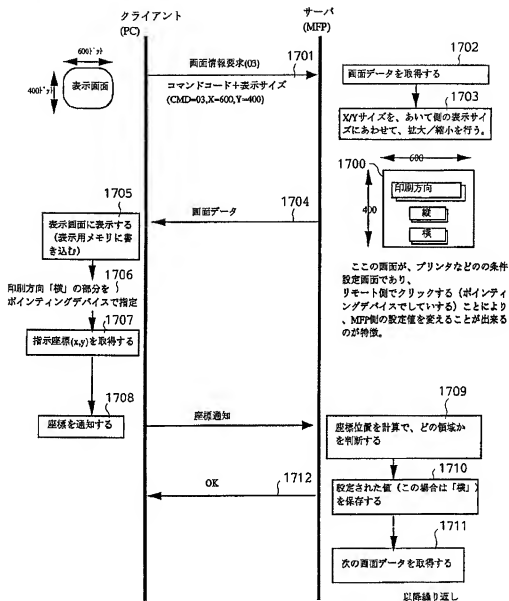 クライアント
(PC)
サーバ
(MFP)
600ドット
400ドット
表示画面
画面情報要求(03)
1701
コマンドコード+表示サイズ
(CMD=03,X=600,Y=400)
1702
画面データを取得する
1703
X/Yサイズを、あいて側の表示サイ
ズにあわせて、拡大/縮小を行う。
1700
600
400
印刷方向
縦
横
1704
画面データ
1705
表示画面に表示する
(表示用メモリに書
き込む)
1706
印刷方向「横」の部分を
ポインティングデバイスで指定
1707
指示座標(x,y)を取得する
ここの画面が、プリンタなどのの条件
設定画面であり、
リモート側でクリックする(ポインティ
ングデバイスでしていする)ことにより
、MFP側の設定値を変えることが出来る
のが特徴。
1708
座標を通知する
座標通知
1709
座標位置を計算で、どの領域か
を判断する
1710
設定された値(この場合は「横」)
を保存する
1712
OK
1711
次の画面データを取得する
以降繰り返し